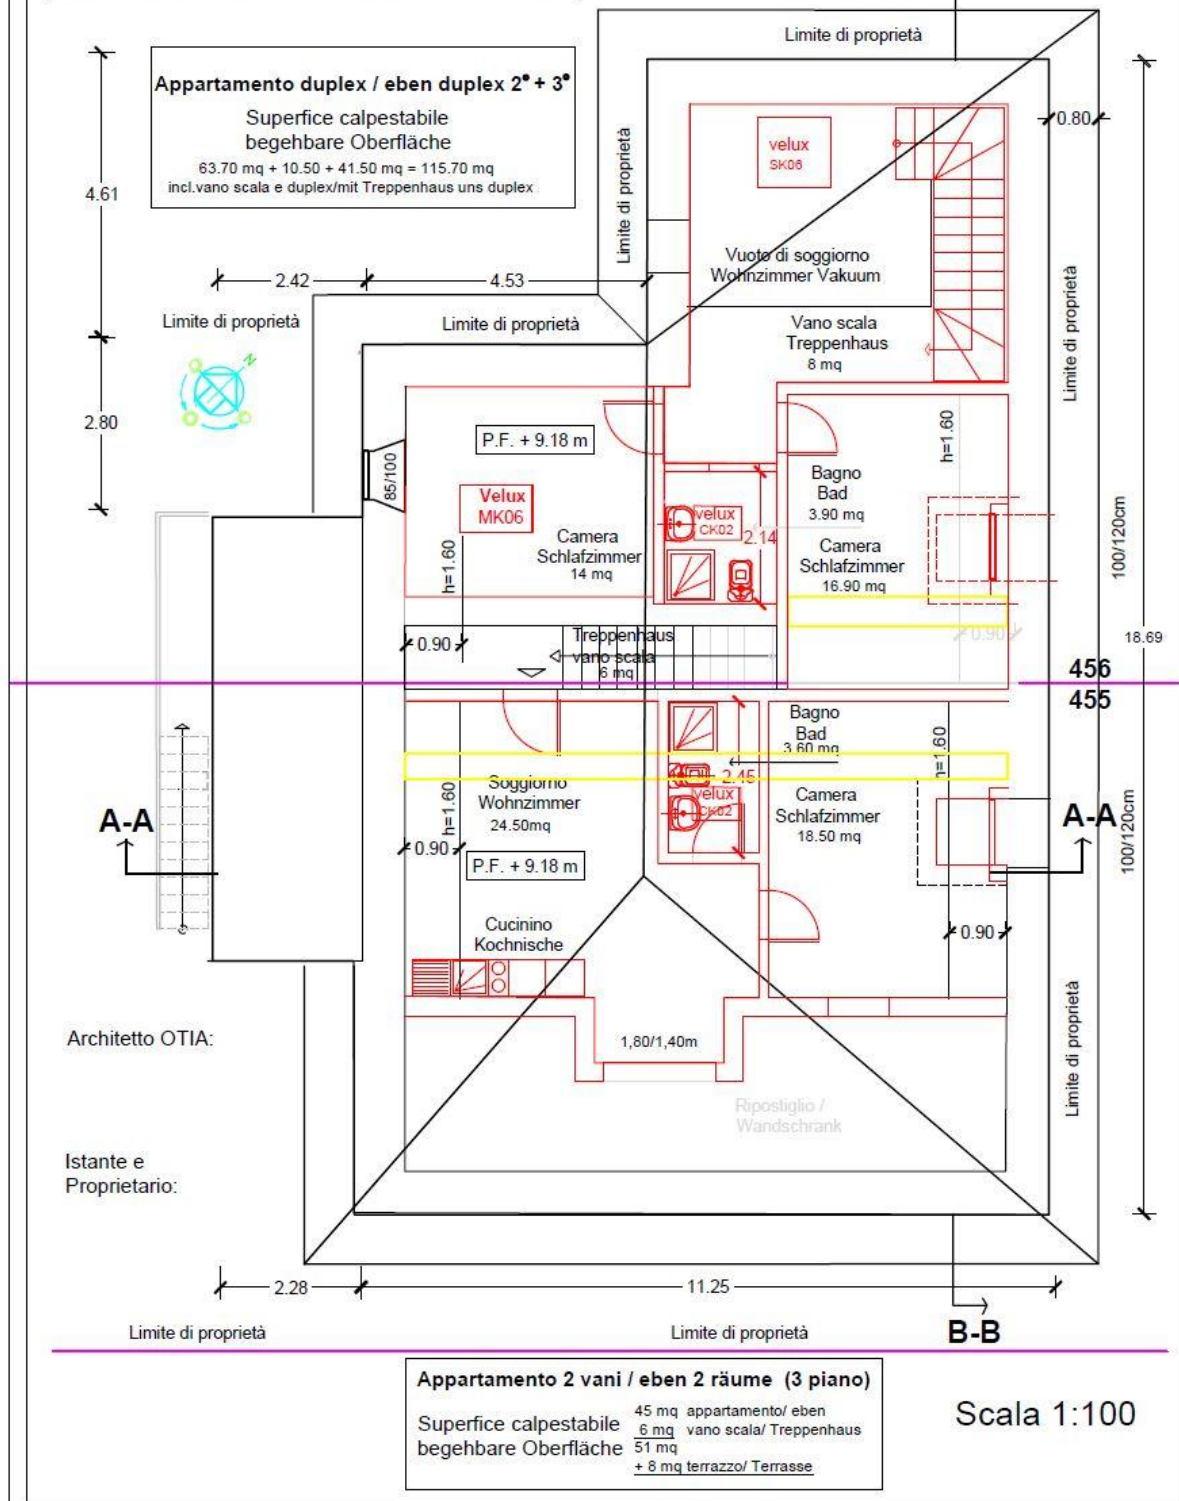 Limite di proprietà
Appartamento duplex / eben duplex 2° + 3°
Superfice calpestabile
begehbare Oberfläche
63.70 mq + 10.50 + 41.50 mq = 115.70 mq
incl.vano scala e duplex/mit Treppenhaus uns duplex
0.80
velux
SK06
4.61
Limite di proprietà
Vuoto di soggiorno
Wohnzimmer Vakuum
2.42
4.53
Limite di proprietà
Limite di proprietà
Limite di proprietà
Vano scala
Treppenhaus
8 mq
N
2.80
P.F. + 9.18 m
h=1.60
85/100
Velux
MK06
Bagno
Bad
3.90 mq
velux
CK02
2.14
Camera
Schlafzimmer
14 mq
Camera
Schlafzimmer
16.90 mq
100/120cm
h=1.60
0.90
Treppenhaus
vano scala
6 mq
0.90
18.69
456
455
Bagno
Bad
3.60 mq
h=1.60
2.45
velux
CK02
Soggiorno
Wohnzimmer
24.50mq
h=1.60
Camera
Schlafzimmer
18.50 mq
A-A
A-A
100/120cm
0.90
P.F. + 9.18 m
Cucinino
Kochnische
0.90
Architetto OTIA:
1,80/1,40m
Limite di proprietà
Ripostiglio /
Wandschrank
Istante e
Proprietario:
2.28
11.25
Limite di proprietà
Limite di proprietà
B-B
Appartamento 2 vani / eben 2 räume (3 piano)
Superfice calpestabile
begehbare Oberfläche
45 mq appartamento/ eben
6 mq vano scala/ Treppenhaus
51 mq
+ 8 mq terrazzo/ Terrasse
Scala 1:100